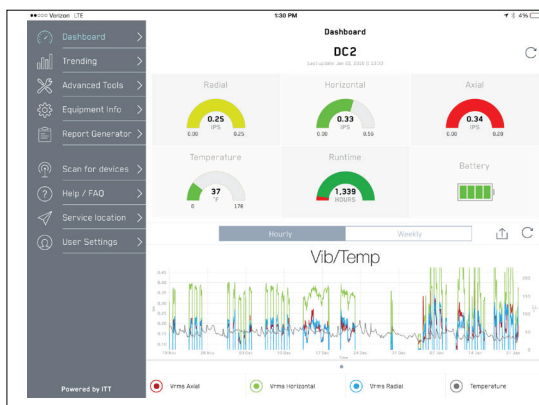 Verizon LTE
1:30 PM
4%
Dashboard
Trending
Advanced Tools
Equipment Info
Report Generator
Scan for devices
Help / FAQ
Service location
User Settings
Powered by ITT
Dashboard
DC2
Radial
0.25
IPS
0.00
0.25
Horizontal
0.33
IPS
0.00
0.56
Axial
0.34
IPS
0.00
Temperature
37
°F
0
178
Runtime
1,339
HOURS
Battery
Hourly
Weekly
Vib/Temp
Vrms Axial
Vrms Horizontal
Vrms Radial
Temperature